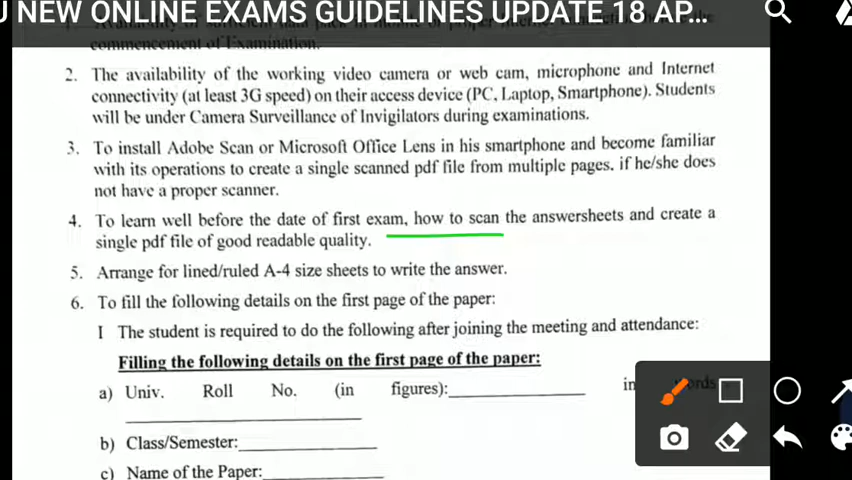 J NEW ONLINE EXAMS GUIDELINES UPDATE 18 AP...
commencement of Examination.
2. The availability of the working video camera or web cam, microphone and Internet
connectivity (at least 3G speed) on their access device (PC, Laptop, Smartphone). Students
will be under Camera Surveillance of Invigilators during examinations.
3. To install Adobe Scan or Microsoft Office Lens in his smartphone and become familiar
with its operations to create a single scanned pdf file from multiple pages. if he/she does
not have a proper scanner.
4. To learn well before the date of first exam, how to scan the answersheets and create a
single pdf file of good readable quality.
5. Arrange for lined/ruled A-4 size sheets to write the answer.
6. To fill the following details on the first page of the paper:
I The student is required to do the following after joining the meeting and attendance:
Filling the following details on the first page of the paper:
a) Univ. Roll No. (in figures):____________ in words
____________
b) Class/Semester:____________
c) Name of the Paper:____________